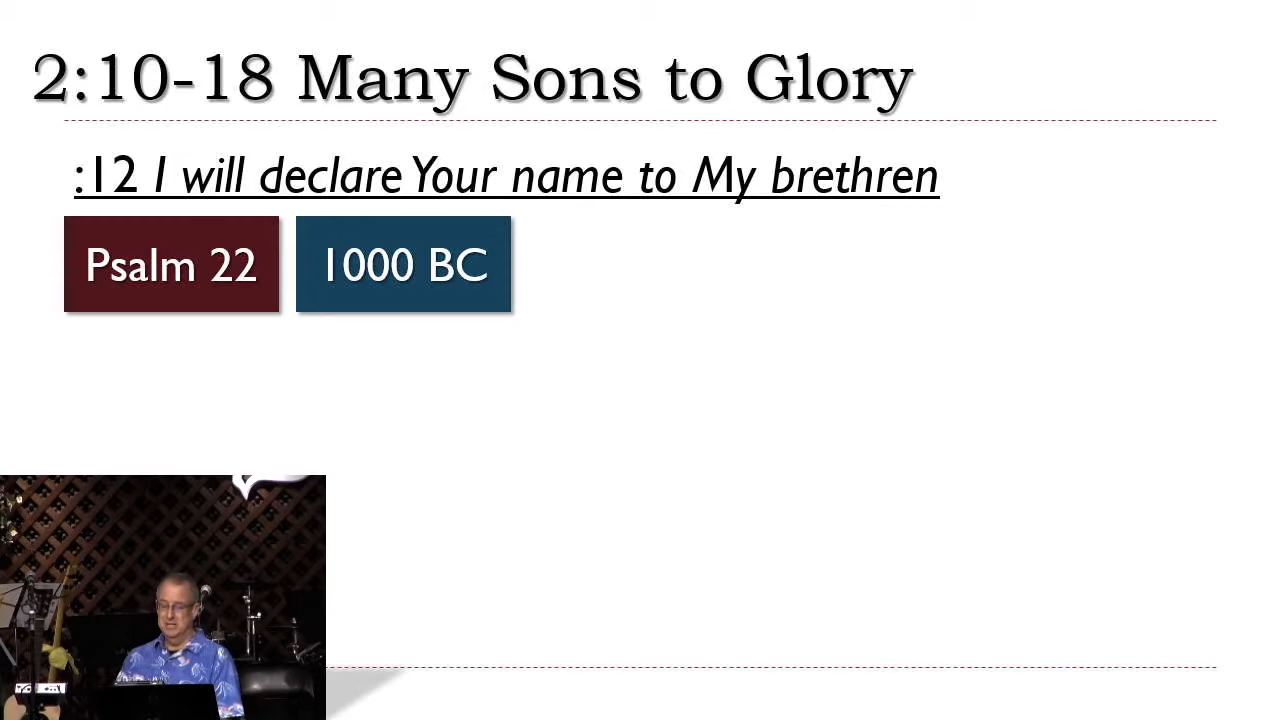 2:10-18 Many Sons to Glory
:12 I will declare Your name to My brethren
Psalm 22
1000 BC